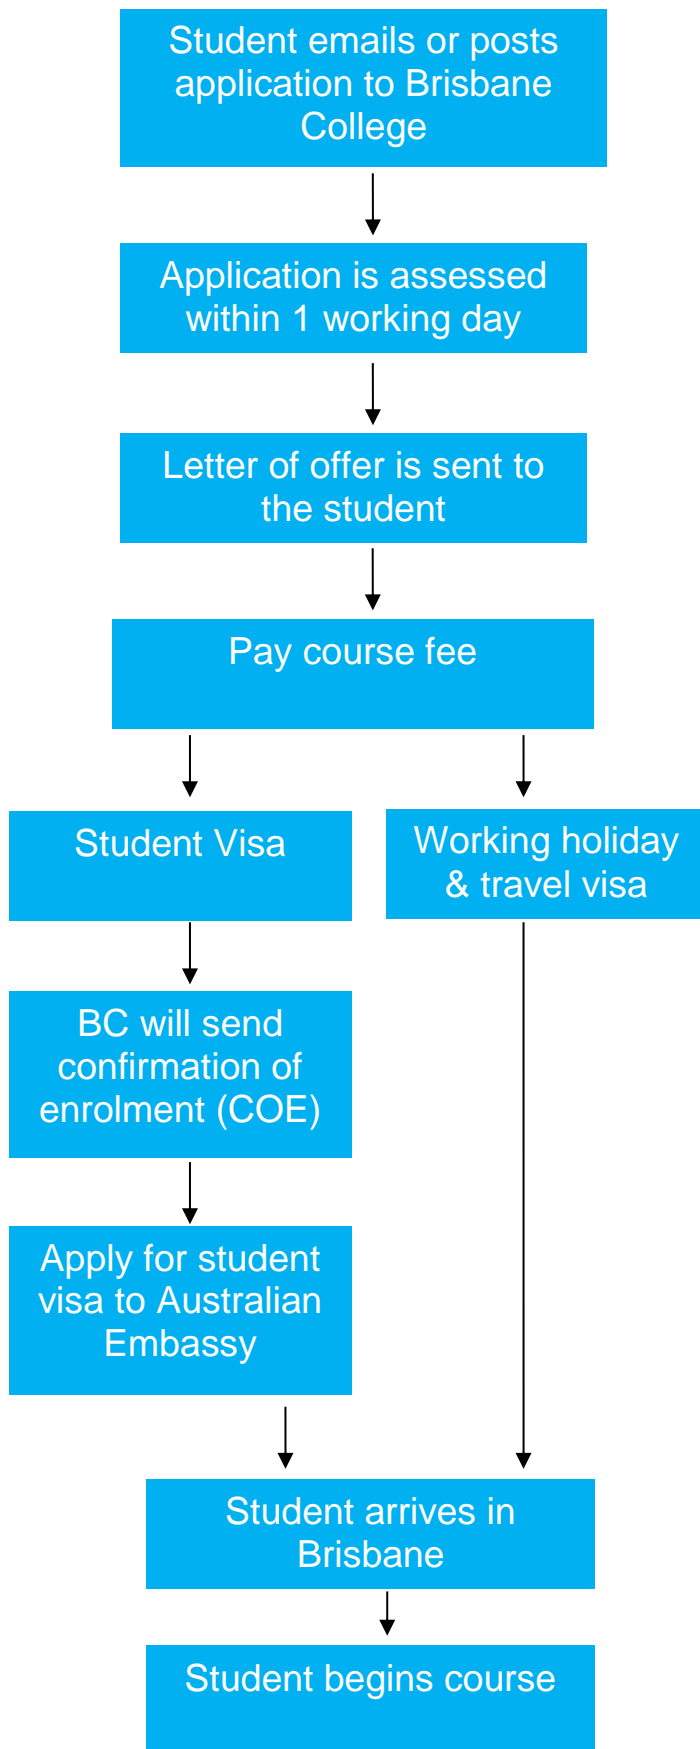 Student emails or posts
application to Brisbane
College
Application is assessed
within 1 working day
Letter of offer is sent to
the student
Pay course fee
Student Visa
Working holiday
& travel visa
BC will send
confirmation of
enrolment (COE)
Apply for student
visa to Australian
Embassy
Student arrives in
Brisbane
Student begins course